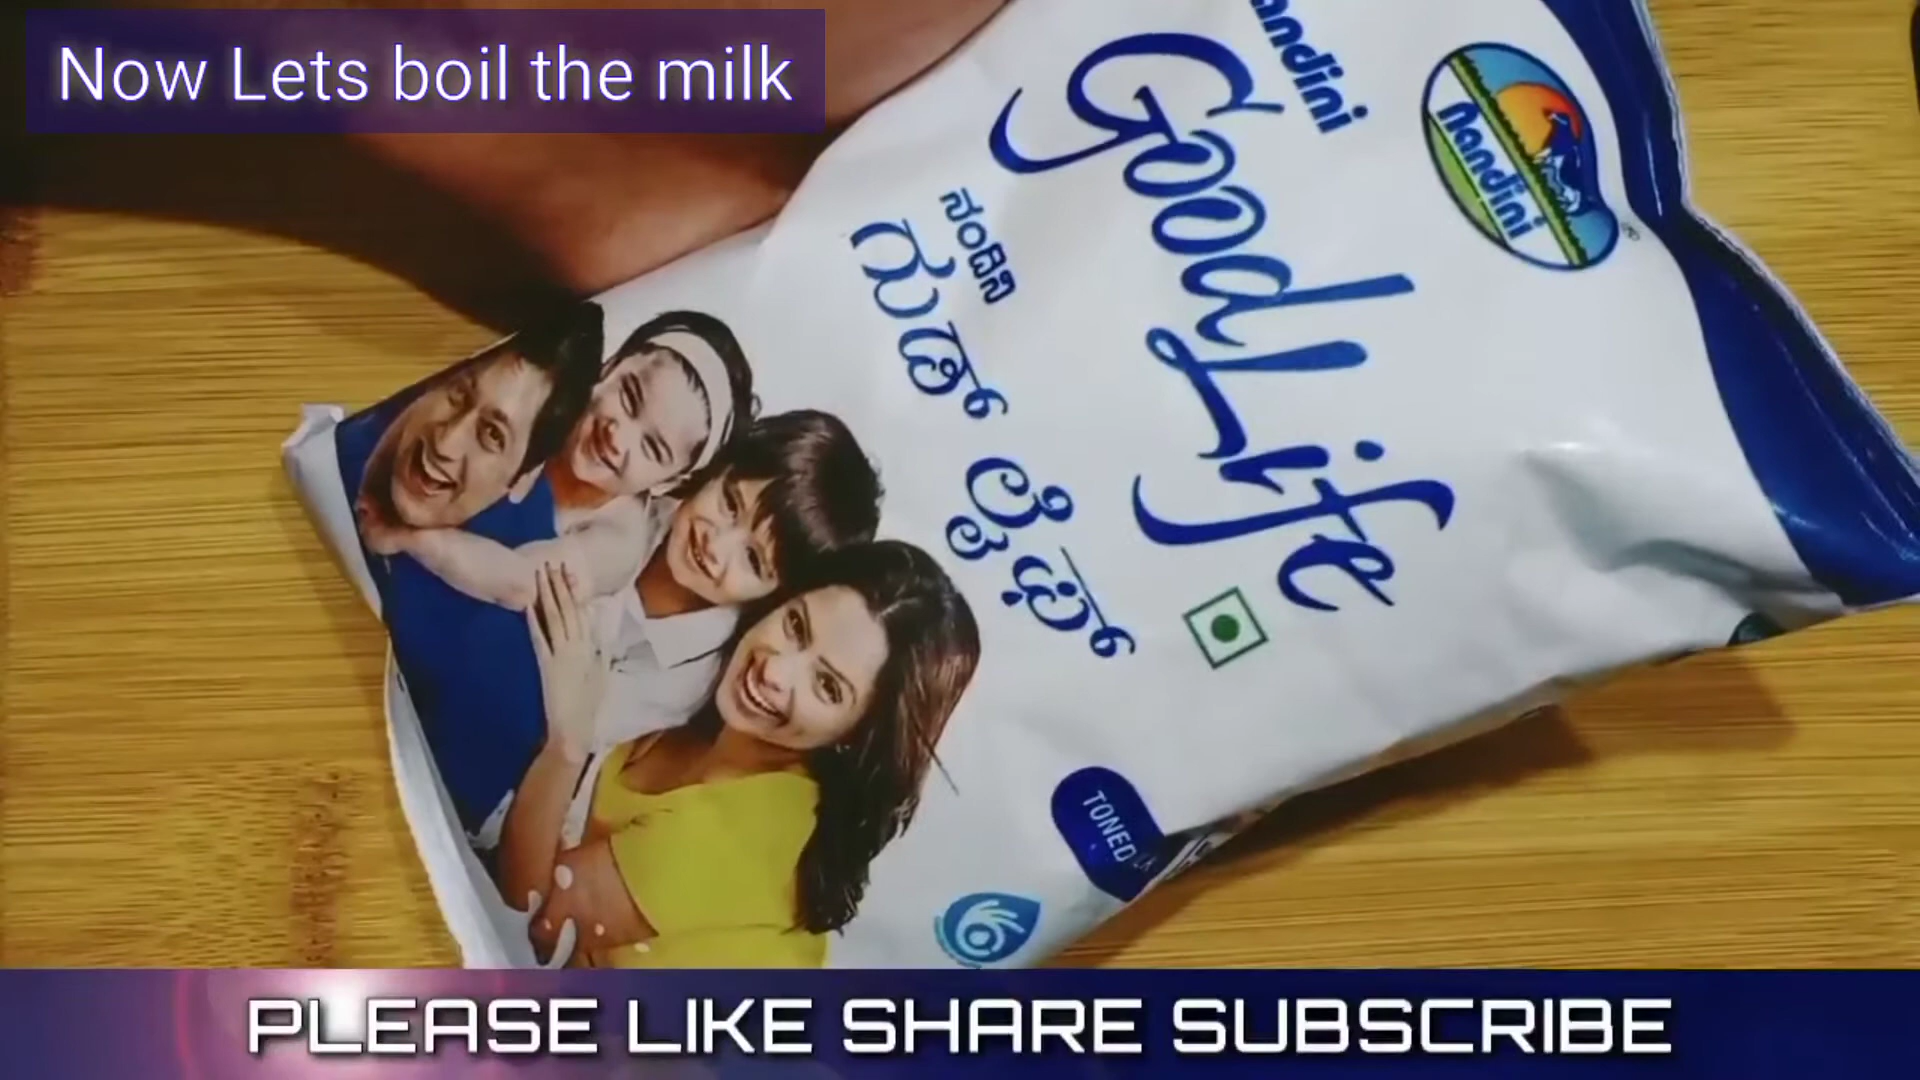 Now Lets boil the milk
nandini
GoodLife
nandini
ನಂದಿನಿ
ಗುಡ್ ಲೈಫ್
TONED
PLEASE LIKE SHARE SUBSCRIBE